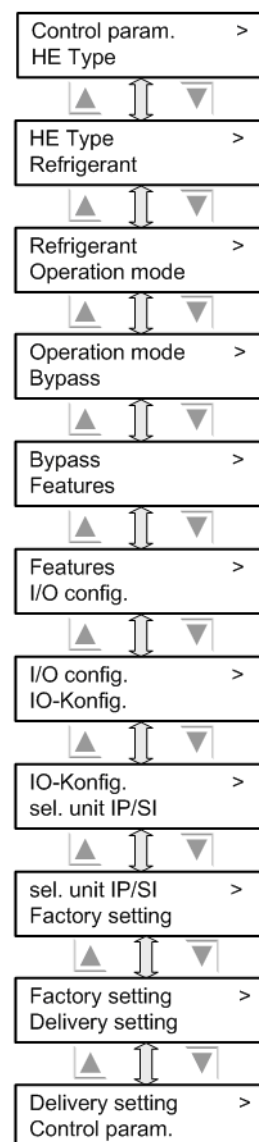 Control param. >
HE Type
HE Type >
Refrigerant
Refrigerant >
Operation mode
Operation mode >
Bypass
Bypass >
Features
Features >
I/O config.
I/O config. >
IO-Konfig.
IO-Konfig. >
sel. unit IP/SI
sel. unit IP/SI >
Factory setting
Factory setting >
Delivery setting
Delivery setting >
Control param.